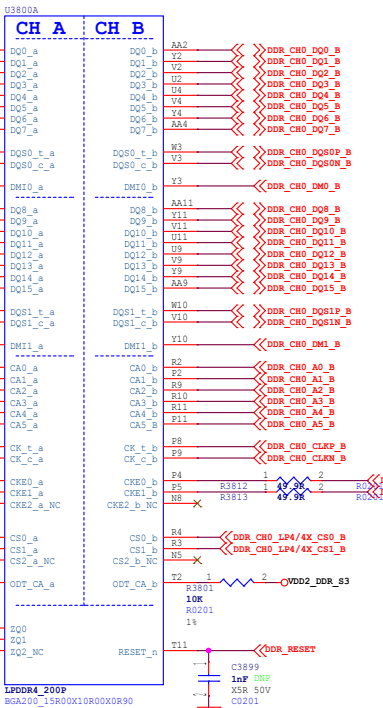 U3800A
CH A CH B
DQ0_a DQ0_b AA2 DDR_CH0_DQ0_B
DQ1_a DQ1_b Y2 DDR_CH0_DQ1_B
DQ2_a DQ2_b V2 DDR_CH0_DQ2_B
DQ3_a DQ3_b U2 DDR_CH0_DQ3_B
DQ4_a DQ4_b U4 DDR_CH0_DQ4_B
DQ5_a DQ5_b V4 DDR_CH0_DQ5_B
DQ6_a DQ6_b Y4 DDR_CH0_DQ6_B
DQ7_a DQ7_b AA4 DDR_CH0_DQ7_B
DQS0_t_a DQS0_t_b W3 DDR_CH0_DQS0P_B
DQS0_c_a DQS0_c_b V3 DDR_CH0_DQS0N_B
DMI0_a DMI0_b Y3 DDR_CH0_DM0_B
DQ8_a DQ8_b AA11 DDR_CH0_DQ8_B
DQ9_a DQ9_b Y11 DDR_CH0_DQ9_B
DQ10_a DQ10_b V11 DDR_CH0_DQ10_B
DQ11_a DQ11_b U11 DDR_CH0_DQ11_B
DQ12_a DQ12_b U9 DDR_CH0_DQ12_B
DQ13_a DQ13_b V9 DDR_CH0_DQ13_B
DQ14_a DQ14_b Y9 DDR_CH0_DQ14_B
DQ15_a DQ15_b AA9 DDR_CH0_DQ15_B
DQS1_t_a DQS1_t_b W10 DDR_CH0_DQS1P_B
DQS1_c_a DQS1_c_b V10 DDR_CH0_DQS1N_B
DMI1_a DMI1_b Y10 DDR_CH0_DM1_B
CA0_a CA0_b R2 DDR_CH0_A0_B
CA1_a CA1_b P2 DDR_CH0_A1_B
CA2_a CA2_b R9 DDR_CH0_A2_B
CA3_a CA3_b R10 DDR_CH0_A3_B
CA4_a CA4_b R11 DDR_CH0_A4_B
CA5_a CA5_B P11 DDR_CH0_A5_B
CK_t_a CK_t_b P8 DDR_CH0_CLKP_B
CK_c_a CK_c_b P9 DDR_CH0_CLKN_B
CKE0_a CKE0_b P4 1 2
R3812 49.9R
CKE1_a CKE1_b P5 1 2
R3813 49.9R
CKE2_a_NC CKE2_b_NC N8
CS0_a CS0_b R4 DDR_CH0_LP4/4X_CS0_B
CS1_a CS1_b R3 DDR_CH0_LP4/4X_CS1_B
CS2_a_NC CS2_b_NC N5
ODT_CA_a ODT_CA_b T2 1 2 VDD2_DDR_S3
R3801
10K
R0201
1%
ZQ0
ZQ1
ZQ2_NC RESET_n T11 DDR_RESET
C3899
1nF DNP
X5R 50V
C0201
LPDDR4_200P
BGA200_15R00X10R00X0R90